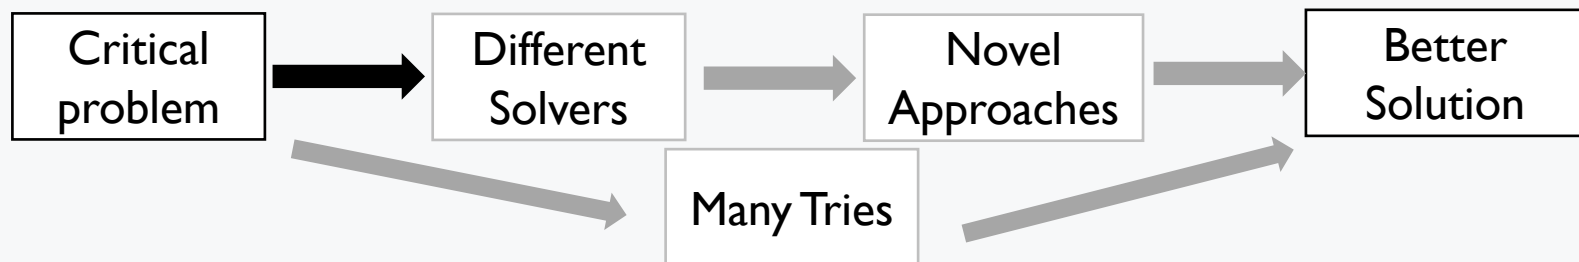 Critical
problem
Different
Solvers
Novel
Approaches
Better
Solution
Many Tries